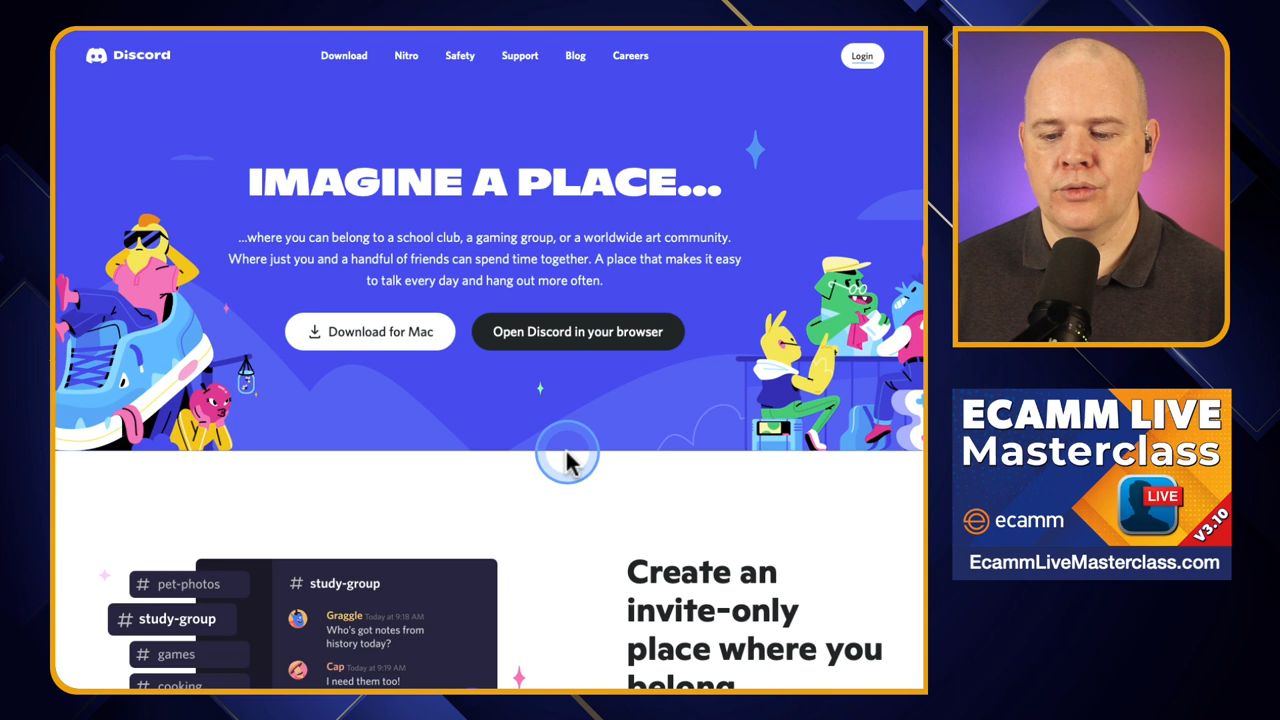 Discord
Download
Nitro
Safety
Support
Blog
Careers
Login
IMAGINE A PLACE...
...where you can belong to a school club, a gaming group, or a worldwide art community.
Where just you and a handful of friends can spend time together. A place that makes it easy
to talk every day and hang out more often.
Download for Mac
Open Discord in your browser
# pet-photos
# study-group
# games
cooking
# study-group
Graggle Today at 9:18 AM
Who's got notes from
history today?
Cap Today at 9:19 AM
I need them too!
Create an
invite-only
place where you
belong
ECAMM LIVE
Masterclass
LIVE
ecamm
v3.10
EcammLiveMasterclass.com